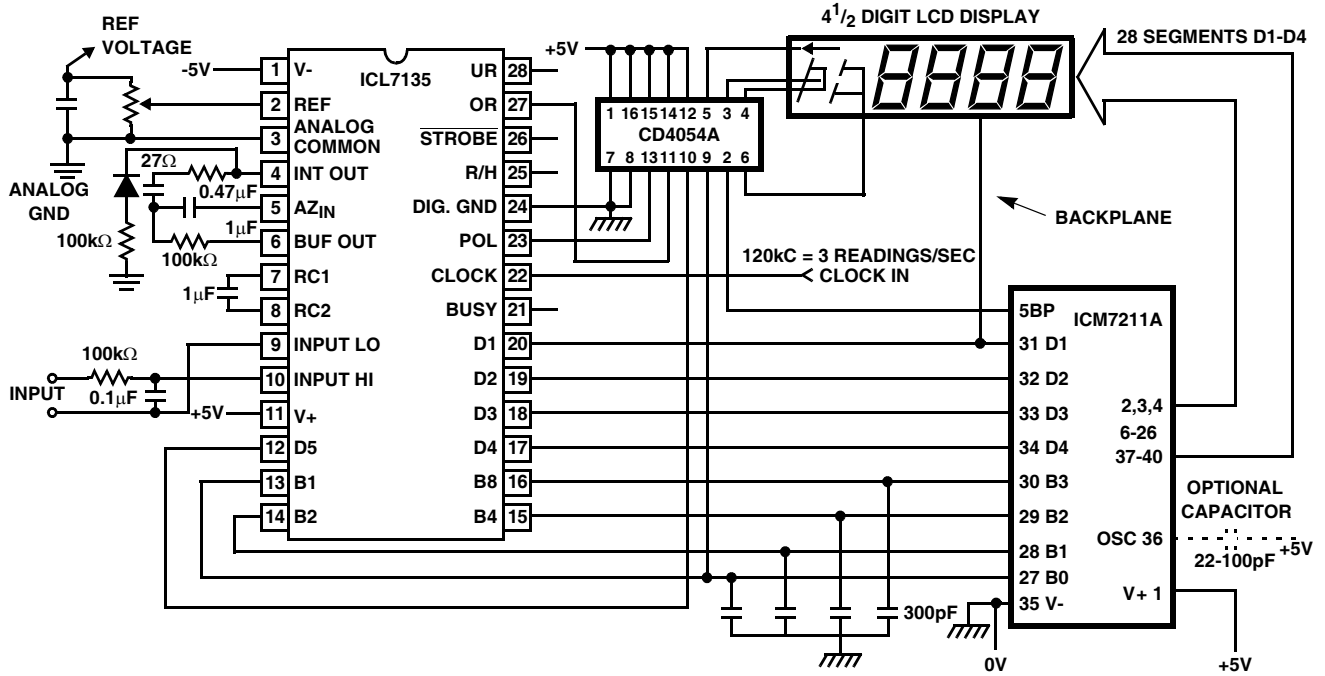 4 1/2 DIGIT LCD DISPLAY
28 SEGMENTS D1-D4
REF
VOLTAGE
-5V
+5V
ICL7135
1 V-
2 REF
3 ANALOG
COMMON
4 INT OUT
5 AZIN
6 BUF OUT
7 RC1
8 RC2
9 INPUT LO
10 INPUT HI
11 V+
12 D5
13 B1
14 B2
UR 28
OR 27
STROBE 26
R/H 25
DIG. GND 24
POL 23
CLOCK 22
BUSY 21
D1 20
D2 19
D3 18
D4 17
B8 16
B4 15
27Ω
0.47μF
ANALOG
GND
100kΩ
1μF
100kΩ
1μF
100kΩ
INPUT
0.1μF
+5V
1 16 15 14 12 5 3 4
CD4054A
7 8 13 11 10 9 2 6
BACKPLANE
120kC = 3 READINGS/SEC
CLOCK IN
ICM7211A
5BP
31 D1
32 D2
33 D3
34 D4
30 B3
29 B2
28 B1
27 B0
35 V-
2,3,4
6-26
37-40
OSC 36
V+ 1
OPTIONAL
CAPACITOR
22-100pF
+5V
300pF
0V
+5V